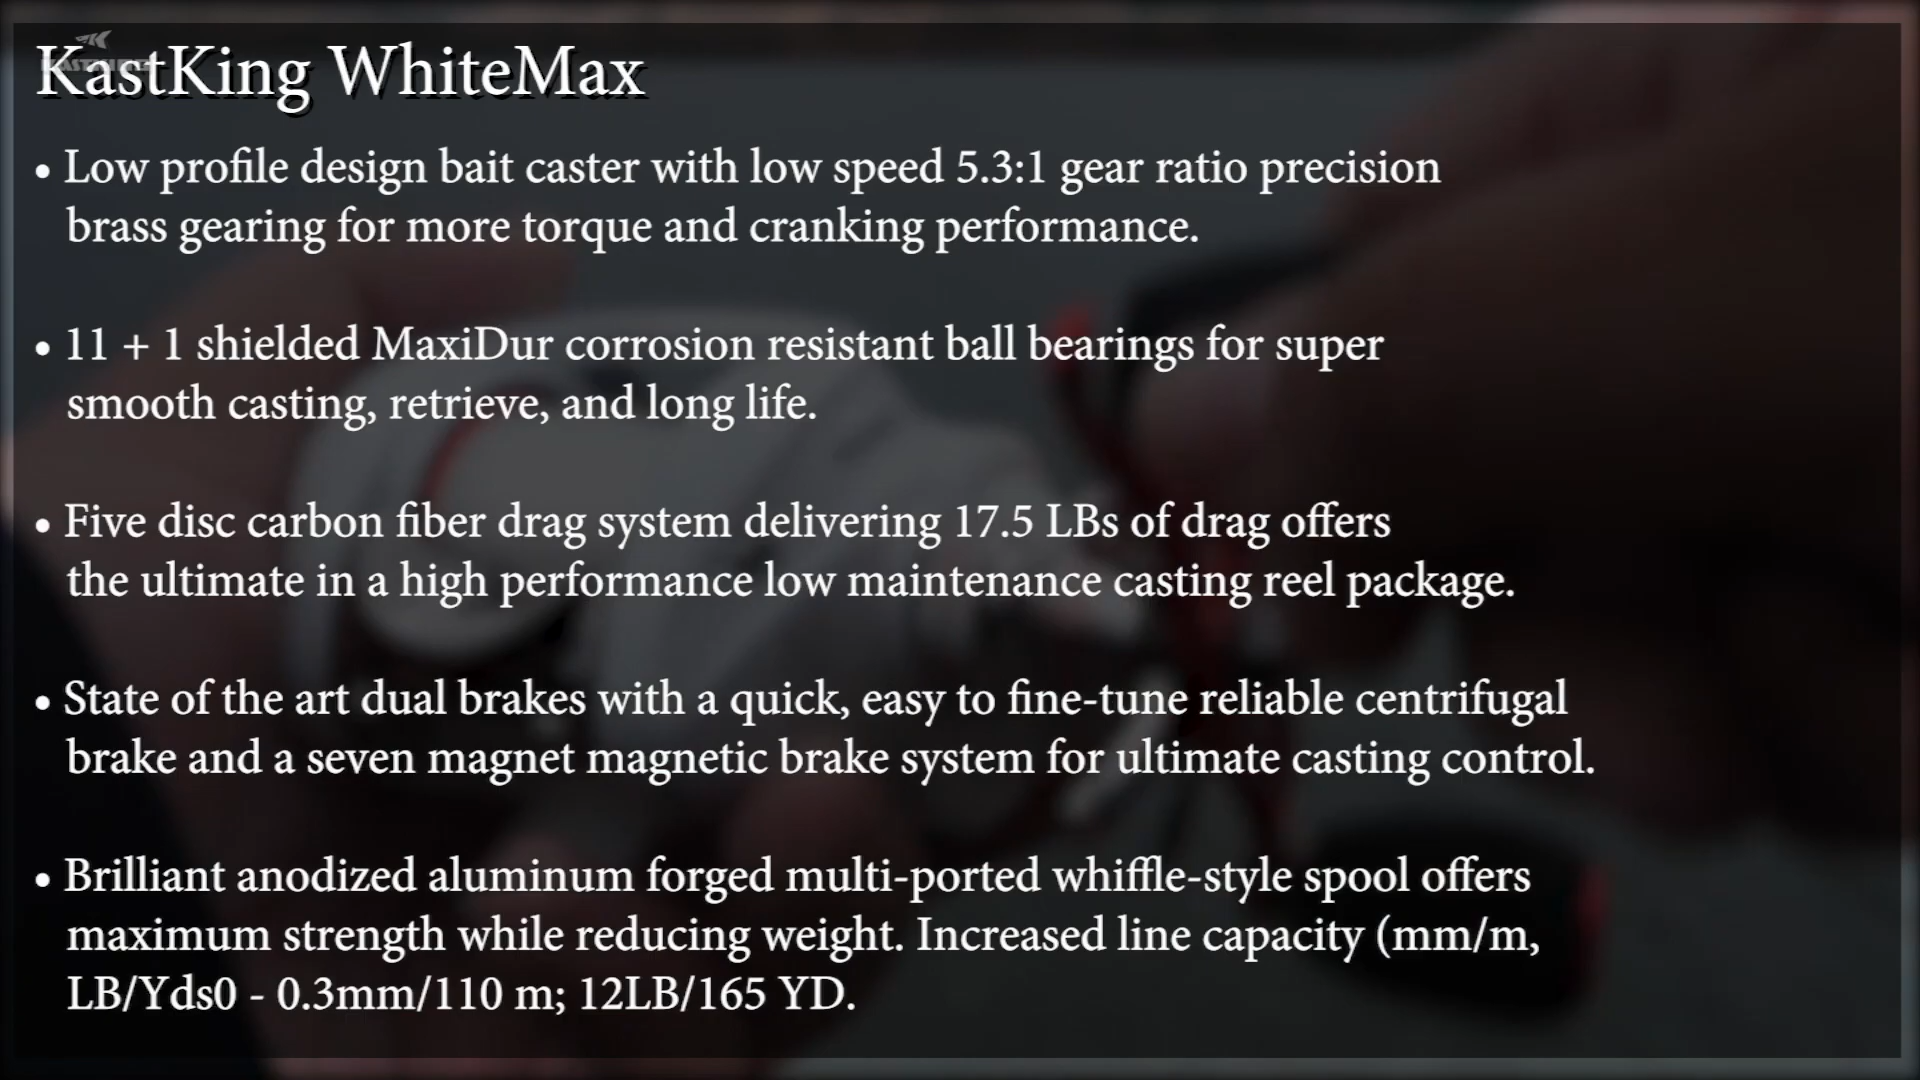 KastKing WhiteMax
• Low profile design bait caster with low speed 5.3:1 gear ratio precision
brass gearing for more torque and cranking performance.
• 11 + 1 shielded MaxiDur corrosion resistant ball bearings for super
smooth casting, retrieve, and long life.
• Five disc carbon fiber drag system delivering 17.5 LBs of drag offers
the ultimate in a high performance low maintenance casting reel package.
• State of the art dual brakes with a quick, easy to fine-tune reliable centrifugal
brake and a seven magnet magnetic brake system for ultimate casting control.
• Brilliant anodized aluminum forged multi-ported whiffle-style spool offers
maximum strength while reducing weight. Increased line capacity (mm/m,
LB/Yds0 - 0.3mm/110 m; 12LB/165 YD.